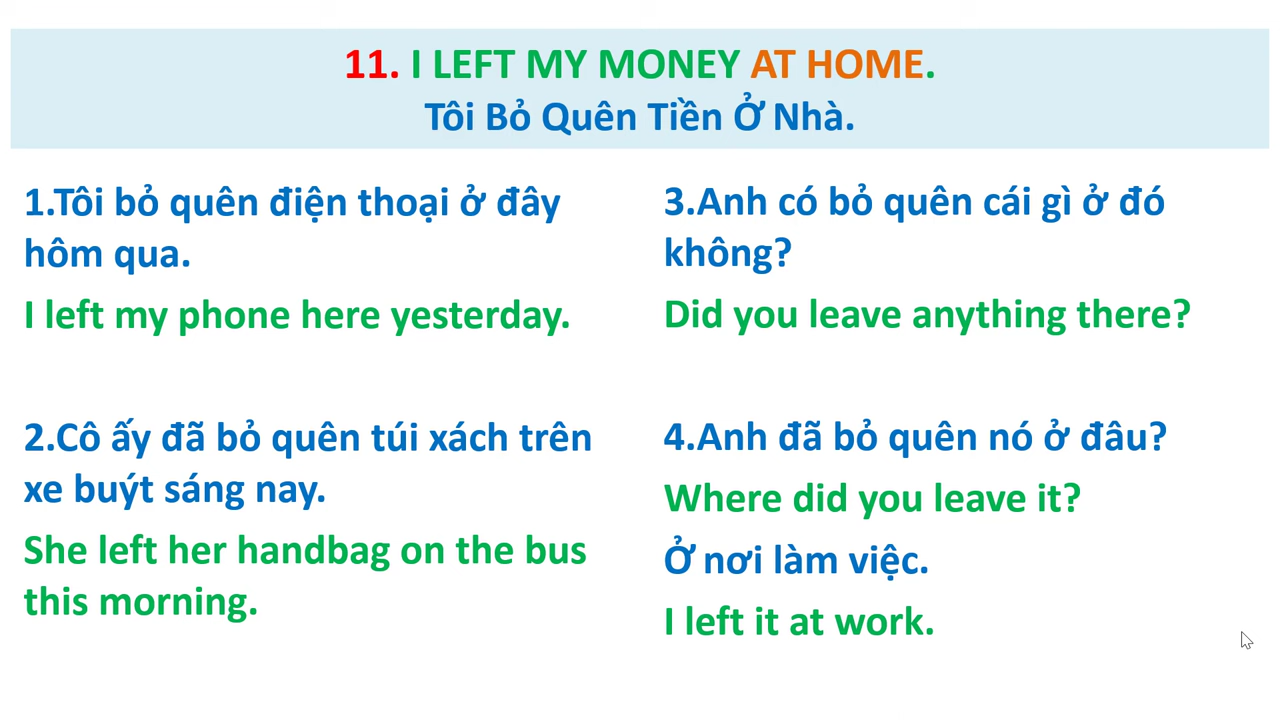 11. I LEFT MY MONEY AT HOME.
Tôi Bỏ Quên Tiền Ở Nhà.
1.Tôi bỏ quên điện thoại ở đây
hôm qua.
I left my phone here yesterday.
2.Cô ấy đã bỏ quên túi xách trên
xe buýt sáng nay.
She left her handbag on the bus
this morning.
3.Anh có bỏ quên cái gì ở đó
không?
Did you leave anything there?
4.Anh đã bỏ quên nó ở đâu?
Where did you leave it?
Ở nơi làm việc.
I left it at work.